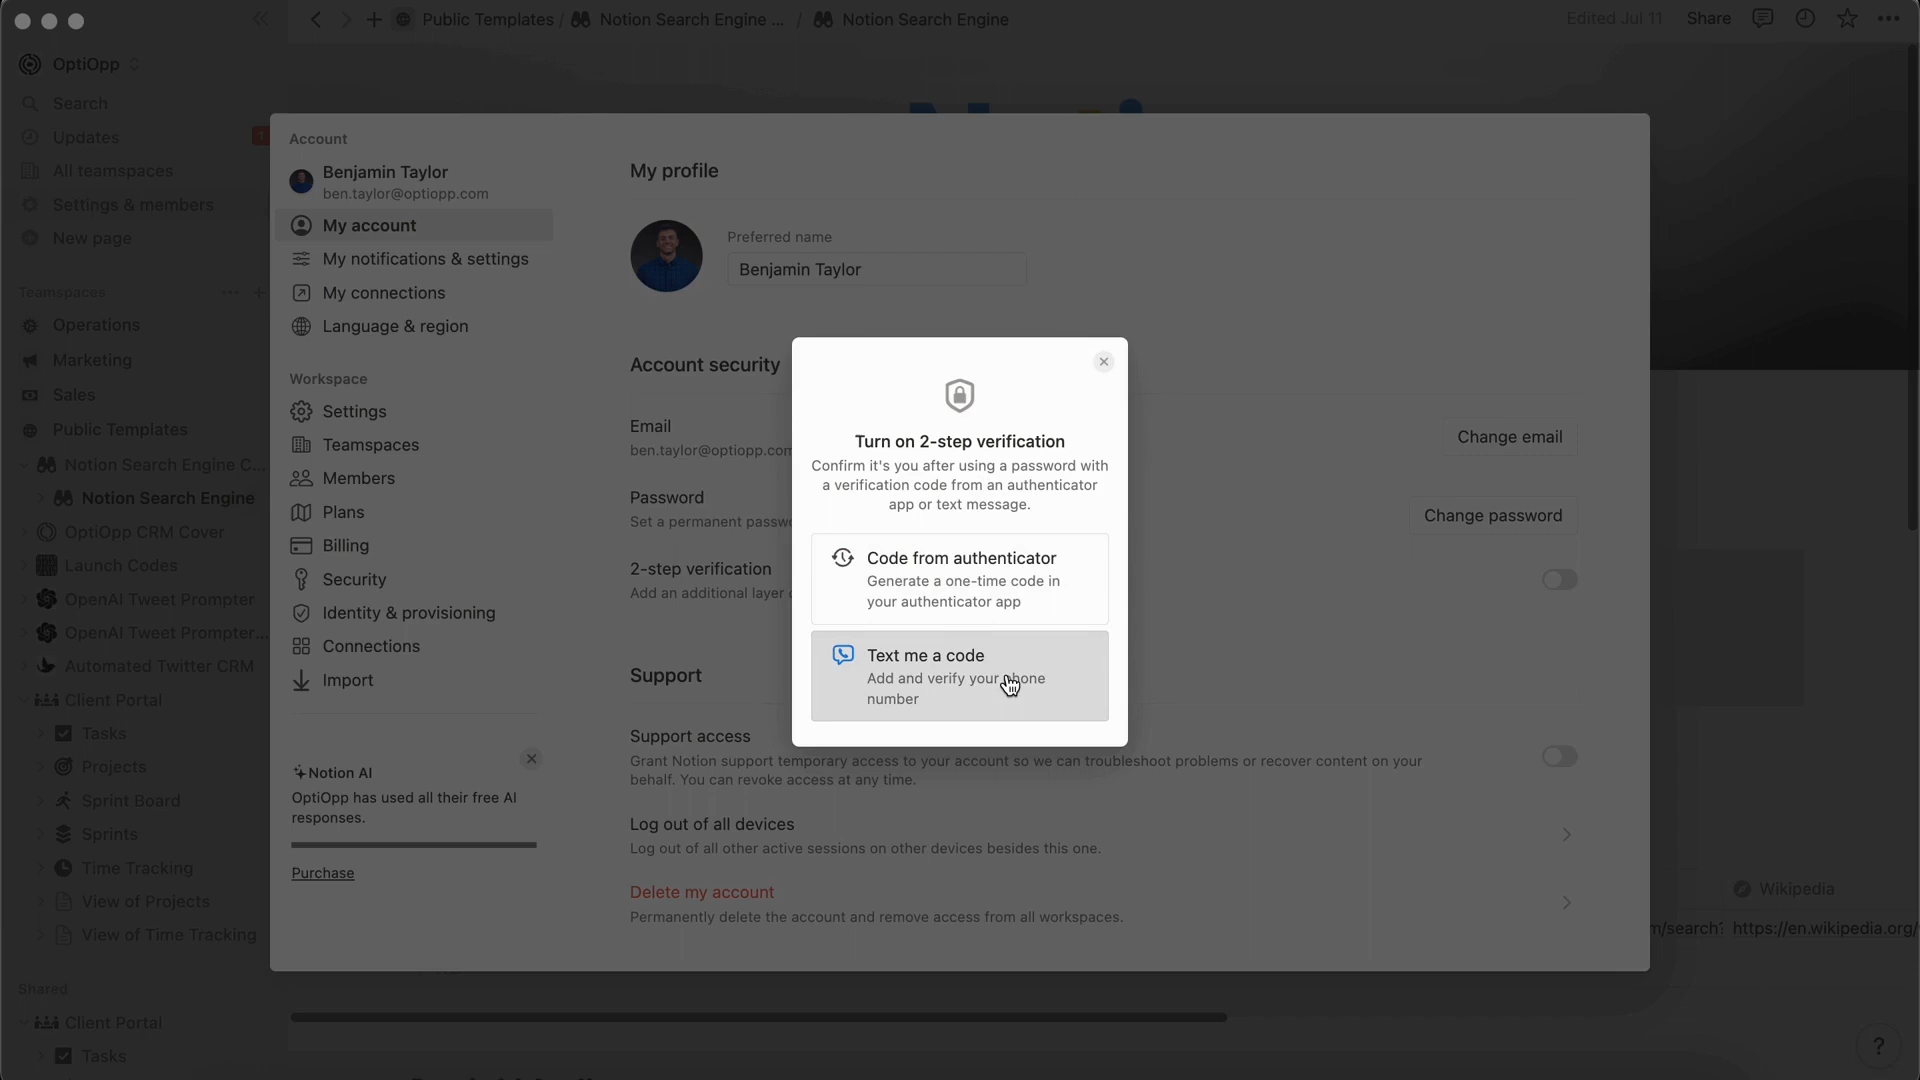 Public Templates / Notion Search Engine ... / Notion Search Engine
Edited Jul 11 Share
OptiOpp
Search
Updates 1
All teamspaces
Settings & members
New page
Teamspaces
Operations
Marketing
Sales
Public Templates
Notion Search Engine C...
Notion Search Engine
OptiOpp CRM Cover
Launch Codes
OpenAI Tweet Prompter
OpenAI Tweet Prompter...
Automated Twitter CRM
Client Portal
Tasks
Projects
Sprint Board
Sprints
Time Tracking
View of Projects
View of Time Tracking
Shared
Client Portal
Tasks
Account
Benjamin Taylor
ben.taylor@optiopp.com
My account
My notifications & settings
My connections
Language & region
Workspace
Settings
Teamspaces
Members
Plans
Billing
Security
Identity & provisioning
Connections
Import
Notion AI
OptiOpp has used all their free AI
responses.
Purchase
My profile
Preferred name
Benjamin Taylor
Account security
Email
ben.taylor@optiopp.com
Change email
Password
Set a permanent
Change password
2-step verification
Add an additional layer
Support
Support access
Grant Notion support temporary access to your account so we can troubleshoot problems or recover content on your
behalf. You can revoke access at any time.
Log out of all devices
Log out of all other active sessions on other devices besides this one.
Delete my account
Permanently delete the account and remove access from all workspaces.
Turn on 2-step verification
Confirm it's you after using a password with
a verification code from an authenticator
app or text message.
Code from authenticator
Generate a one-time code in
your authenticator app
Text me a code
Add and verify your phone
number
Wikipedia
m/search? https://en.wikipedia.org/
?